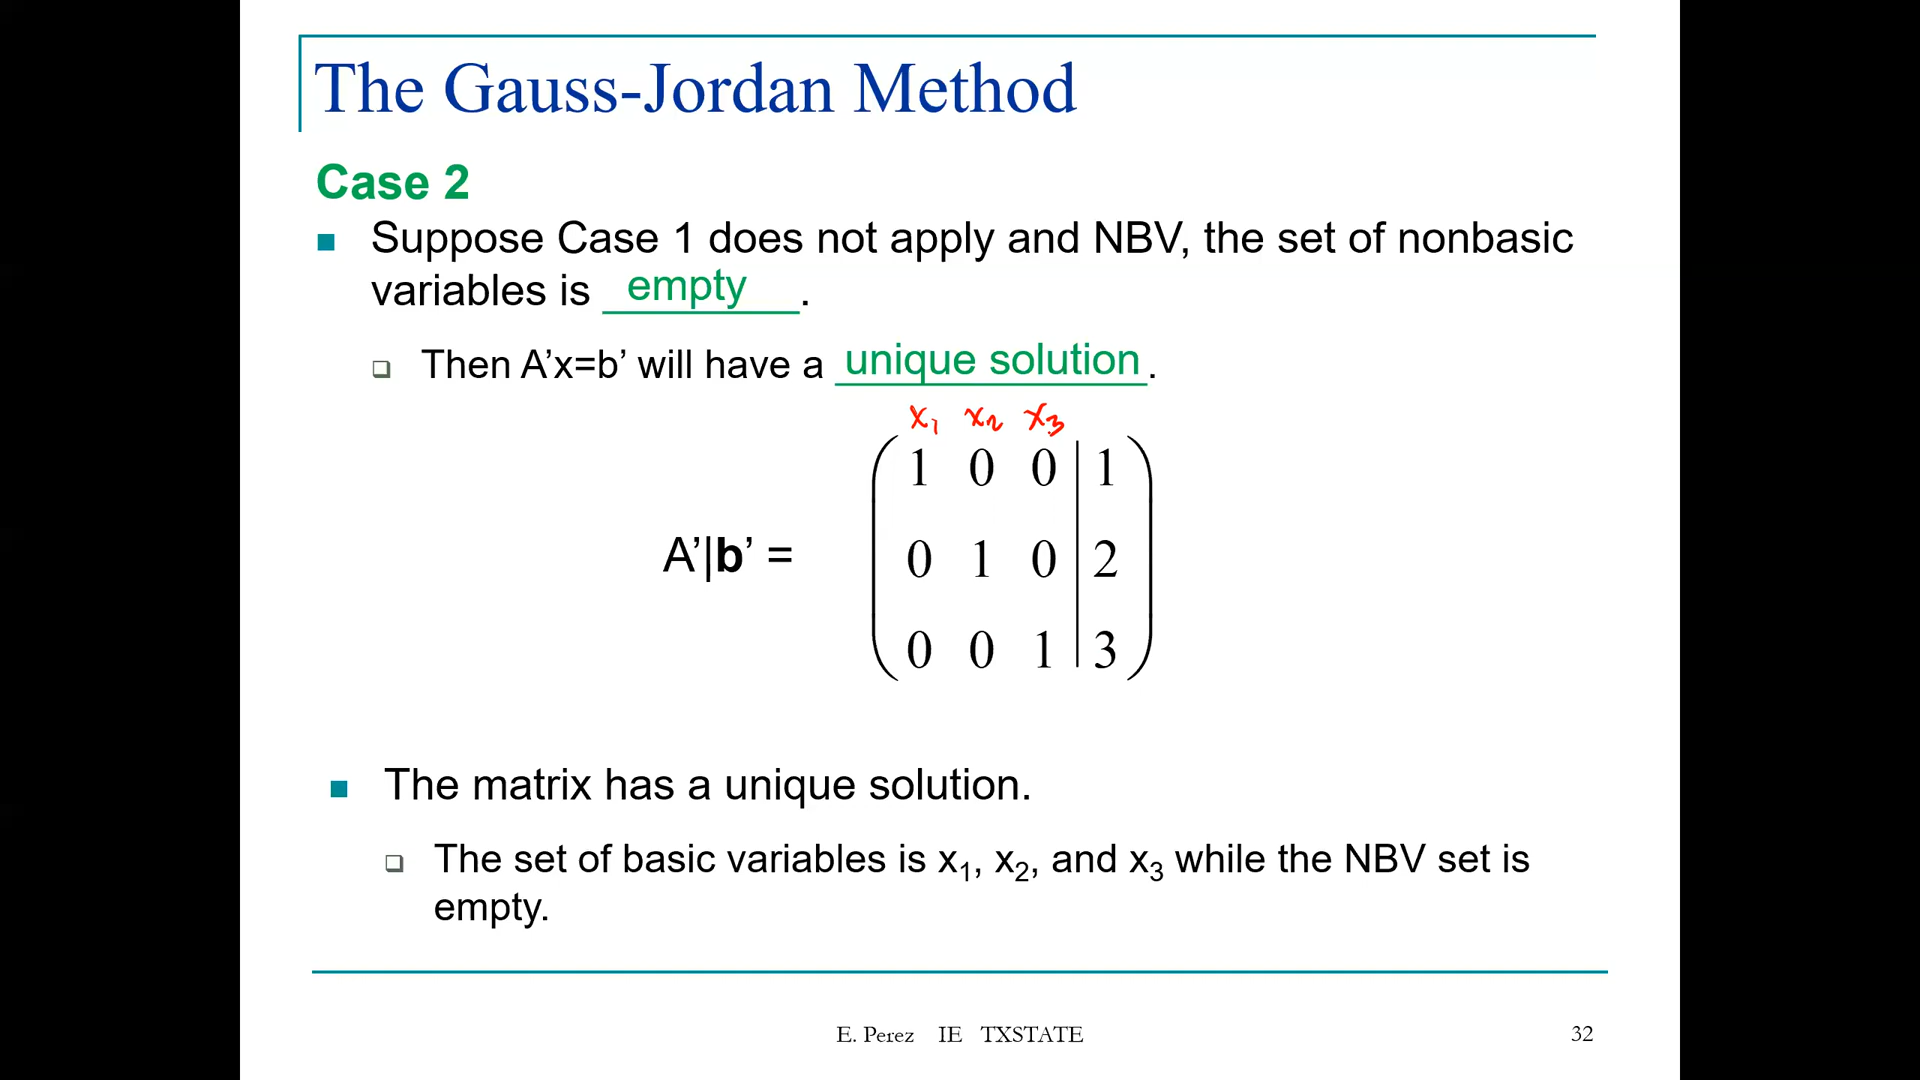 The Gauss-Jordan Method
Case 2
Suppose Case 1 does not apply and NBV, the set of nonbasic
variables is empty.
Then A’x=b’ will have a unique solution.
x₁ x₂ x₃
1 0 0 | 1
A’|b’ = 0 1 0 | 2
0 0 1 | 3
The matrix has a unique solution.
The set of basic variables is x₁, x₂, and x₃ while the NBV set is
empty.
E. Perez IE TXSTATE 32